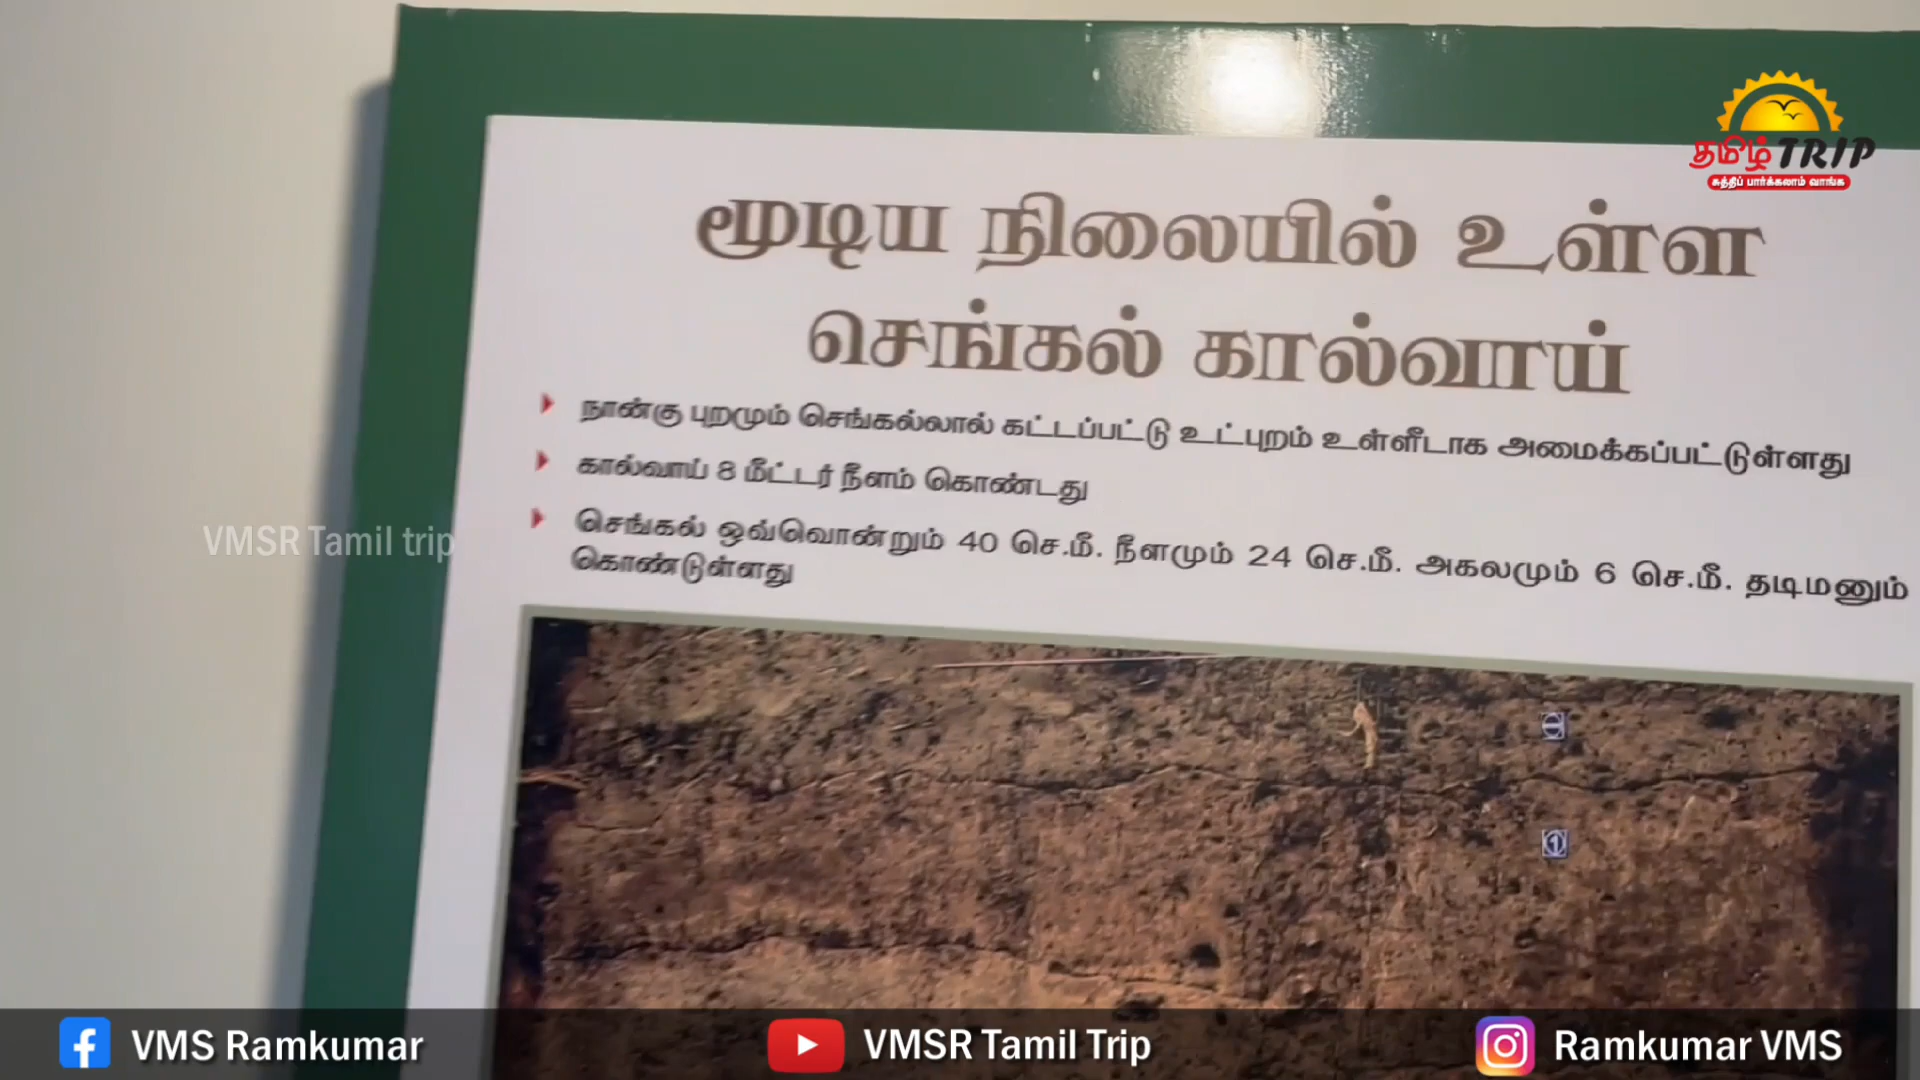 தமிழ் TRIP
சுத்திப் பார்க்கலாம் வாங்க
மூடிய நிலையில் உள்ள
செங்கல் கால்வாய்
நான்கு புறமும் செங்கல்லால் கட்டப்பட்டு உட்புறம் உள்ளீடாக அமைக்கப்பட்டுள்ளது
கால்வாய் 8 மீட்டர் நீளம் கொண்டது
செங்கல் ஒவ்வொன்றும் 40 செ.மீ. நீளமும் 24 செ.மீ. அகலமும் 6 செ.மீ. தடிமனும்
கொண்டுள்ளது
VMSR Tamil trip
1
VMS Ramkumar
VMSR Tamil Trip
Ramkumar VMS